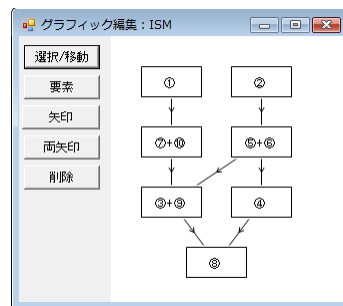 グラフィック編集：ISM
選択/移動
要素
矢印
両矢印
削除
① ②
⑦+⑩ ⑤+⑥
③+⑨ ④
⑧